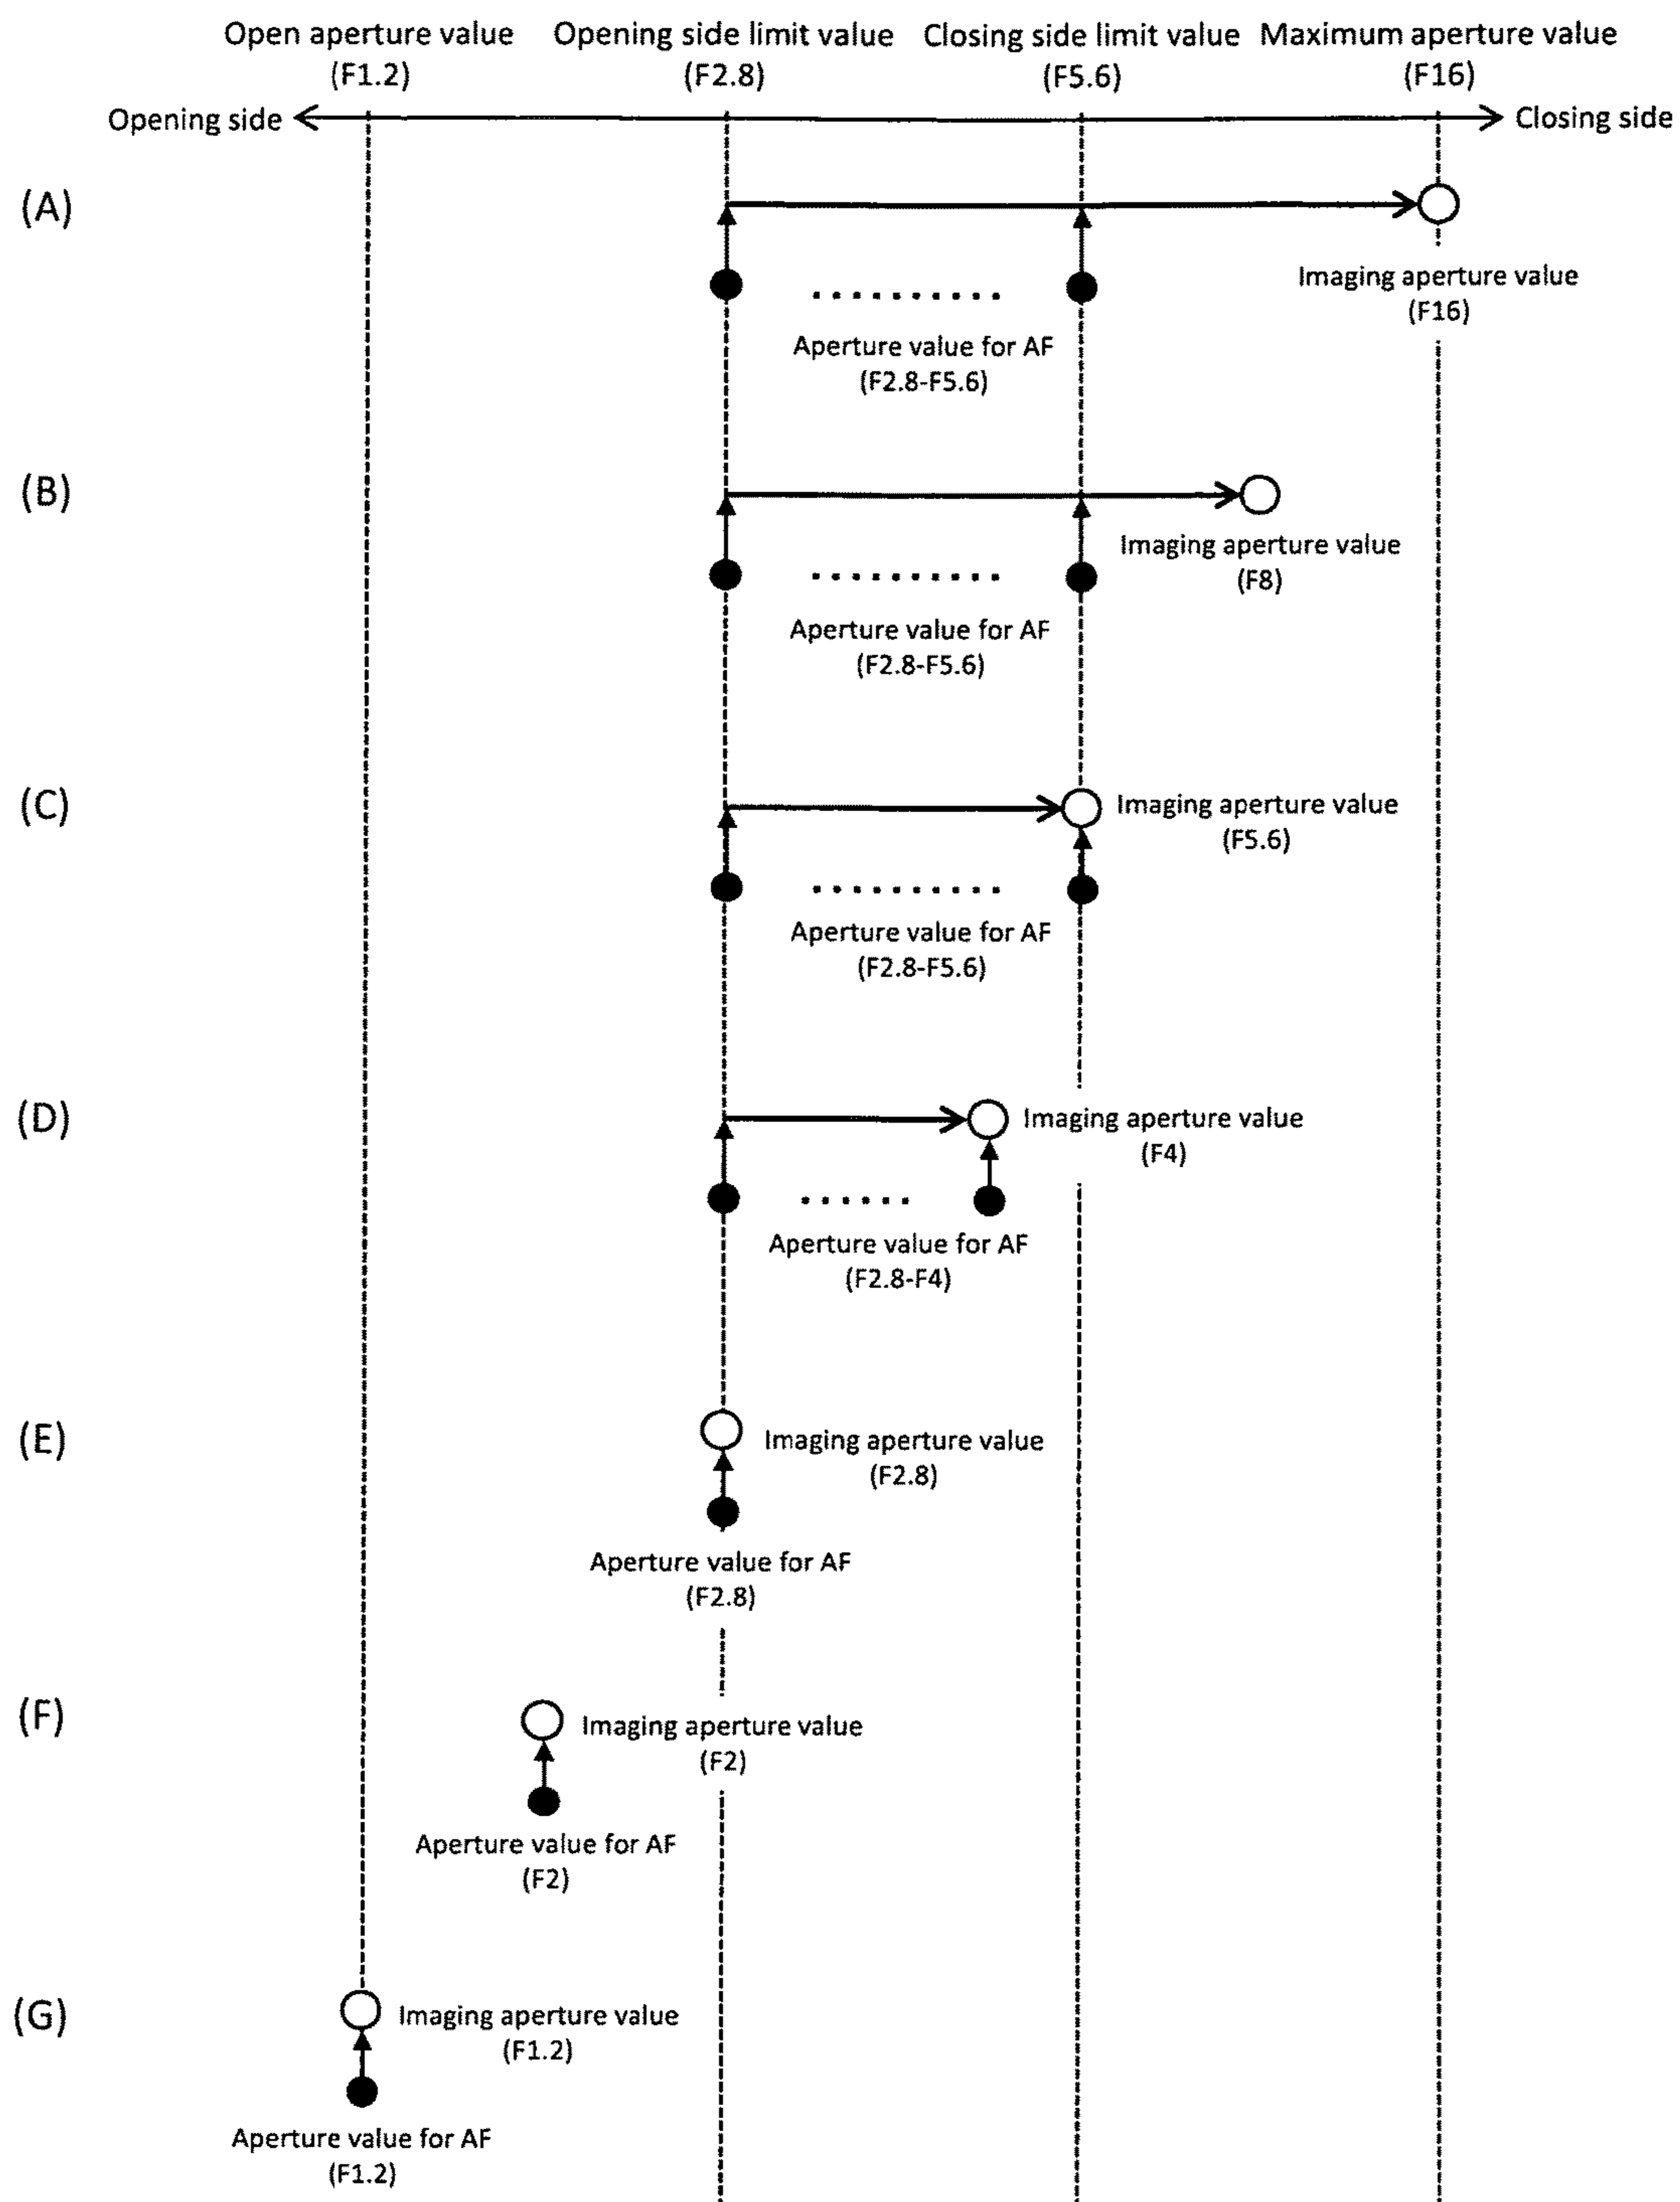 Open aperture value Opening side limit value Closing side limit value Maximum aperture value
(F1.2) (F2.8) (F5.6) (F16)
Opening side Closing side
(A)
Imaging aperture value
(F16)
Aperture value for AF
(F2.8-F5.6)
(B)
Imaging aperture value
(F8)
Aperture value for AF
(F2.8-F5.6)
(C)
Imaging aperture value
(F5.6)
Aperture value for AF
(F2.8-F5.6)
(D)
Imaging aperture value
(F4)
Aperture value for AF
(F2.8-F4)
(E)
Imaging aperture value
(F2.8)
Aperture value for AF
(F2.8)
(F)
Imaging aperture value
(F2)
Aperture value for AF
(F2)
(G)
Imaging aperture value
(F1.2)
Aperture value for AF
(F1.2)